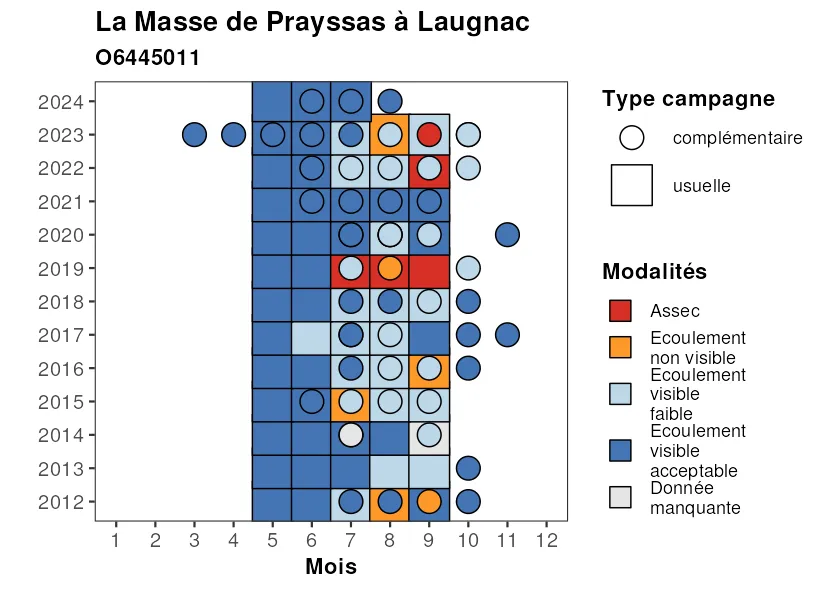 La Masse de Prayssas à Laugnac
O6445011
2024
2023
2022
2021
2020
2019
2018
2017
2016
2015
2014
2013
2012
1 2 3 4 5 6 7 8 9 10 11 12
Mois
Type campagne
complémentaire
usuelle
Modalités
Assec
Ecoulement
non visible
Ecoulement
visible
faible
Ecoulement
visible
acceptable
Donnée
manquante